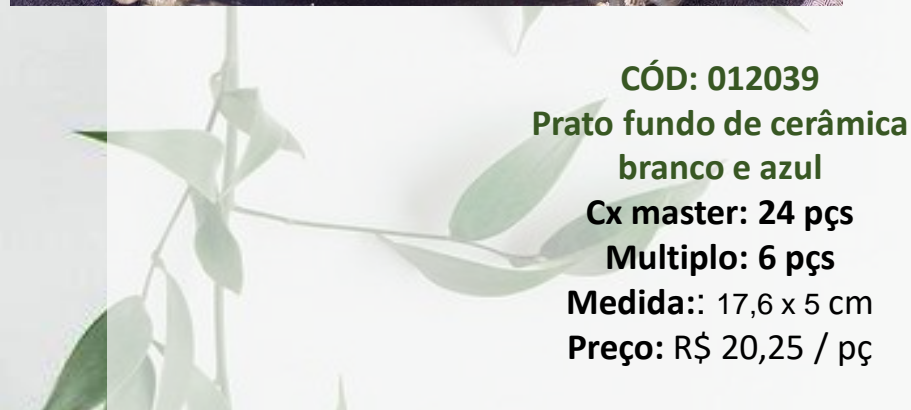 CÓD: 012039
Prato fundo de cerâmica
branco e azul
Cx master: 24 pçs
Multiplo: 6 pçs
Medida:: 17,6 x 5 cm
Preço: R$ 20,25 / pç